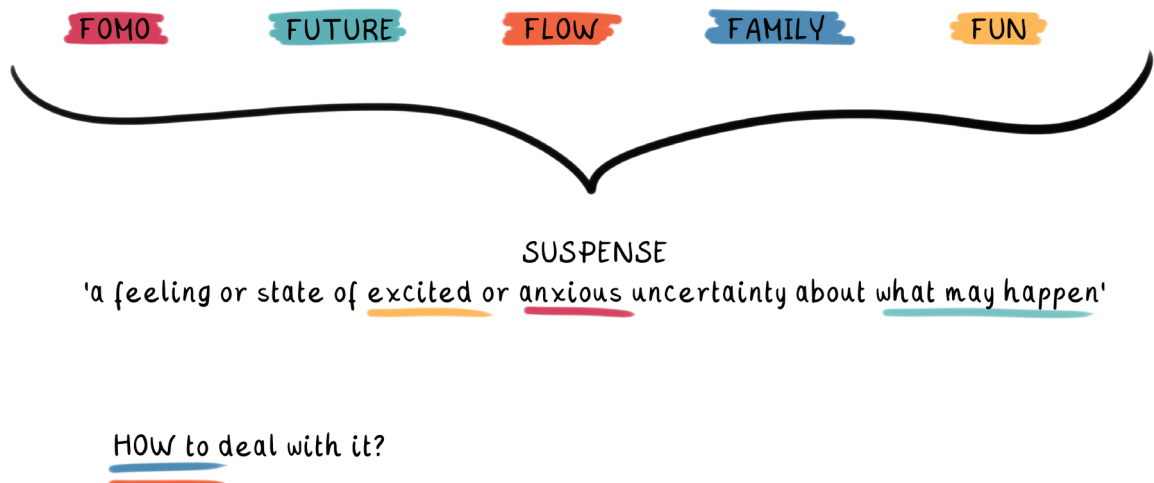 FOMO FUTURE FLOW FAMILY FUN
SUSPENSE
'a feeling or state of excited or anxious uncertainty about what may happen'
HOW to deal with it?